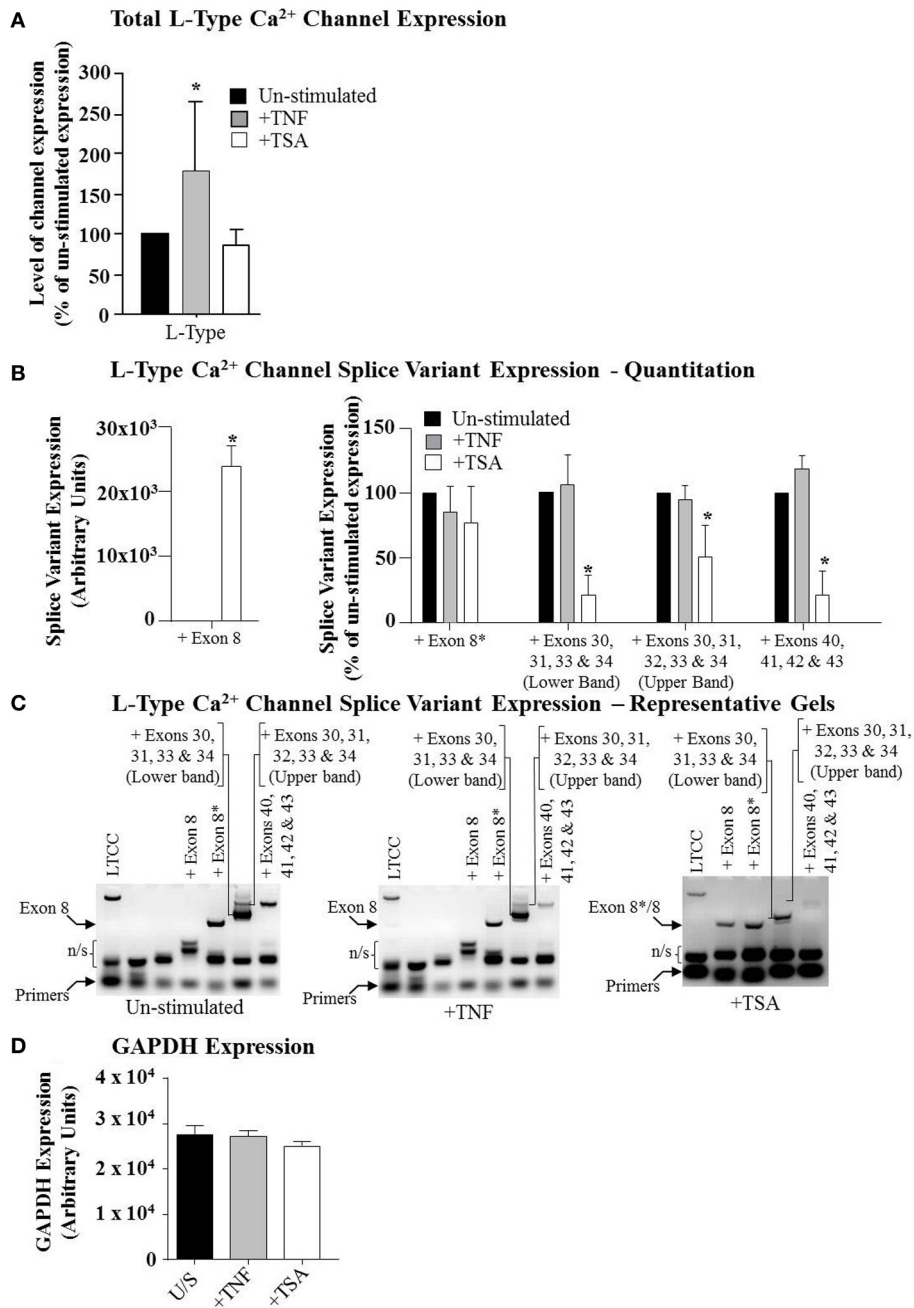 A
Total L-Type Ca²⁺ Channel Expression
Level of channel expression
(% of un-stimulated expression)
300
250
200
150
100
50
0
*
Un-stimulated
+TNF
+TSA
L-Type
B
L-Type Ca²⁺ Channel Splice Variant Expression - Quantitation
Splice Variant Expression
(Arbitrary Units)
30x10³
20x10³
10x10³
0
*
+ Exon 8
Splice Variant Expression
(% of un-stimulated expression)
150
100
50
0
Un-stimulated
+TNF
+TSA
*
*
*
+ Exon 8*
+ Exons 30,
31, 33 & 34
(Lower Band)
+ Exons 30, 31,
32, 33 & 34
(Upper Band)
+ Exons 40,
41, 42 & 43
C
L-Type Ca²⁺ Channel Splice Variant Expression – Representative Gels
+ Exons 30,
31, 33 & 34
(Lower band)
+ Exons 30, 31,
32, 33 & 34
(Upper band)
LTCC
+ Exon 8
+ Exon 8*
+ Exons 40,
41, 42 & 43
Exon 8
n/s
Primers
Un-stimulated
+ Exons 30,
31, 33 & 34
(Lower band)
+ Exons 30, 31,
32, 33 & 34
(Upper band)
LTCC
+ Exon 8
+ Exon 8*
+ Exons 40,
41, 42 & 43
Exon 8
n/s
Primers
+TNF
+ Exons 30,
31, 33 & 34
(Lower band)
+ Exons 30, 31,
32, 33 & 34
(Upper band)
LTCC
+ Exon 8
+ Exon 8*
+ Exons 40,
41, 42 & 43
Exon 8*/8
n/s
Primers
+TSA
D
GAPDH Expression
GAPDH Expression
(Arbitrary Units)
4 x 10⁴
3 x 10⁴
2 x 10⁴
1 x 10⁴
0
U/S
+TNF
+TSA